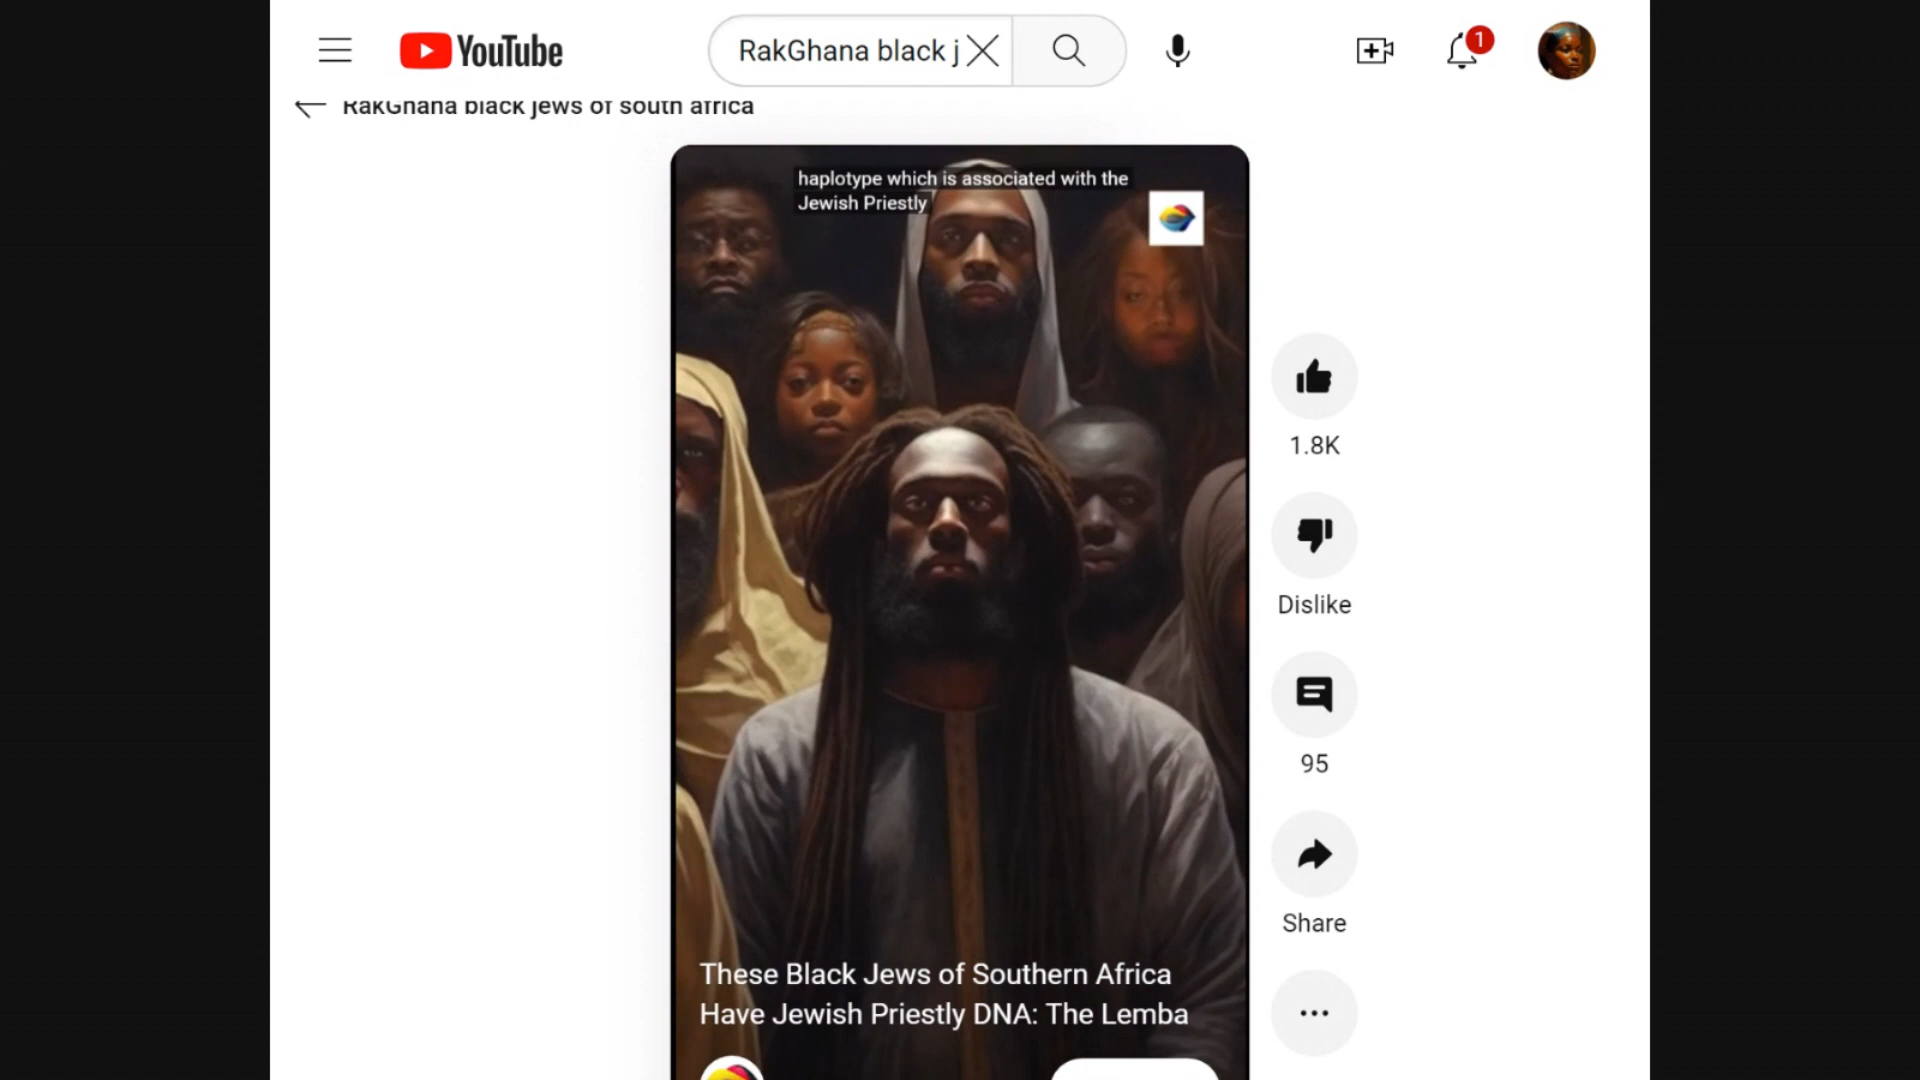 YouTube
RakGhana black j
1
RakGhana black jews of south africa
haplotype which is associated with the
Jewish Priestly
1.8K
Dislike
95
Share
These Black Jews of Southern Africa
Have Jewish Priestly DNA: The Lemba